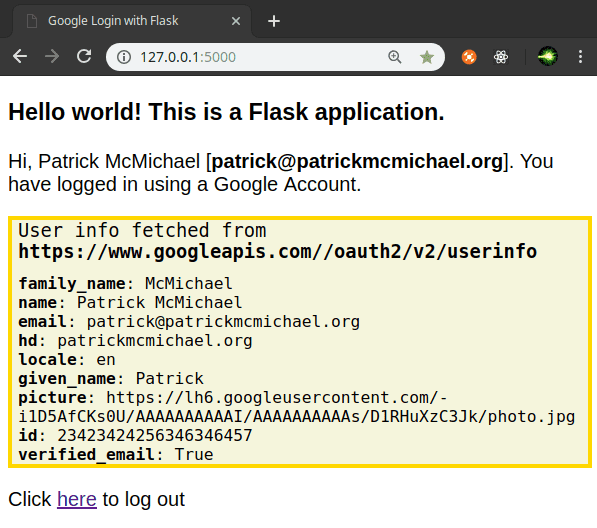 Google Login with Flask
127.0.0.1:5000
Hello world! This is a Flask application.
Hi, Patrick McMichael [patrick@patrickmcmichael.org]. You
have logged in using a Google Account.
User info fetched from
https://www.googleapis.com//oauth2/v2/userinfo
family_name: McMichael
name: Patrick McMichael
email: patrick@patrickmcmichael.org
hd: patrickmcmichael.org
locale: en
given_name: Patrick
picture: https://lh6.googleusercontent.com/-
i1D5AfCKs0U/AAAAAAAAAAI/AAAAAAAAAAs/D1RHuXzC3Jk/photo.jpg
id: 23423424256346346457
verified_email: True
Click here to log out